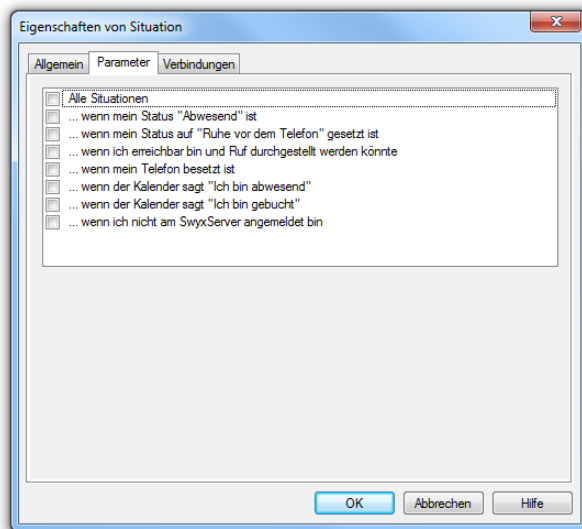 Eigenschaften von Situation
Allgemein Parameter Verbindungen
Alle Situationen
... wenn mein Status "Abwesend" ist
... wenn mein Status auf "Ruhe vor dem Telefon" gesetzt ist
... wenn ich erreichbar bin und Ruf durchgestellt werden könnte
... wenn mein Telefon besetzt ist
... wenn der Kalender sagt "Ich bin abwesend"
... wenn der Kalender sagt "Ich bin gebucht"
... wenn ich nicht am SwyxServer angemeldet bin
OK Abbrechen Hilfe